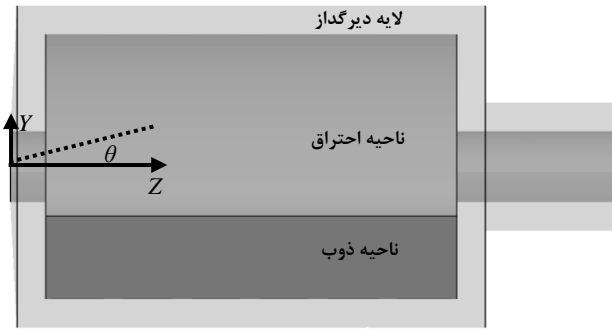 لایه دیرگداز
ناحیه احتراق
Y
θ
Z
ناحیه ذوب